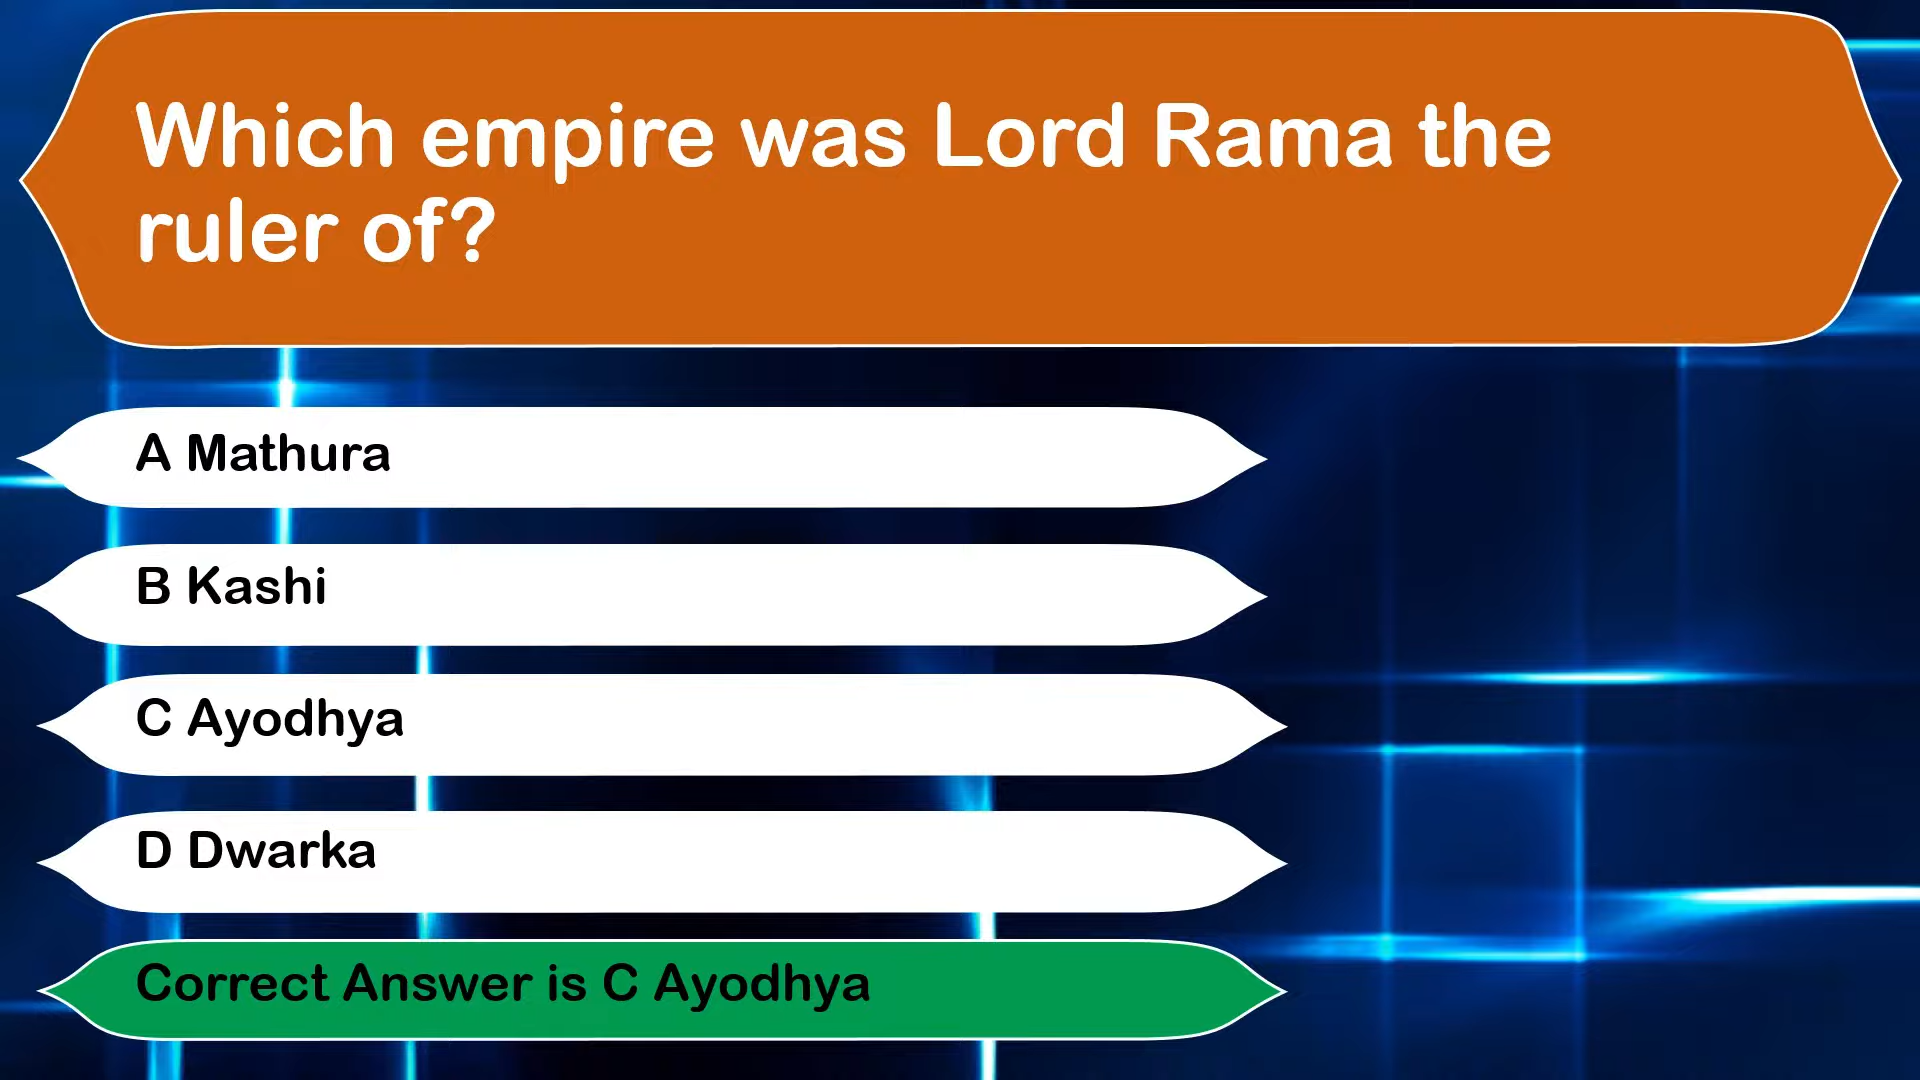 Which empire was Lord Rama the
ruler of?
A Mathura
B Kashi
C Ayodhya
D Dwarka
Correct Answer is C Ayodhya